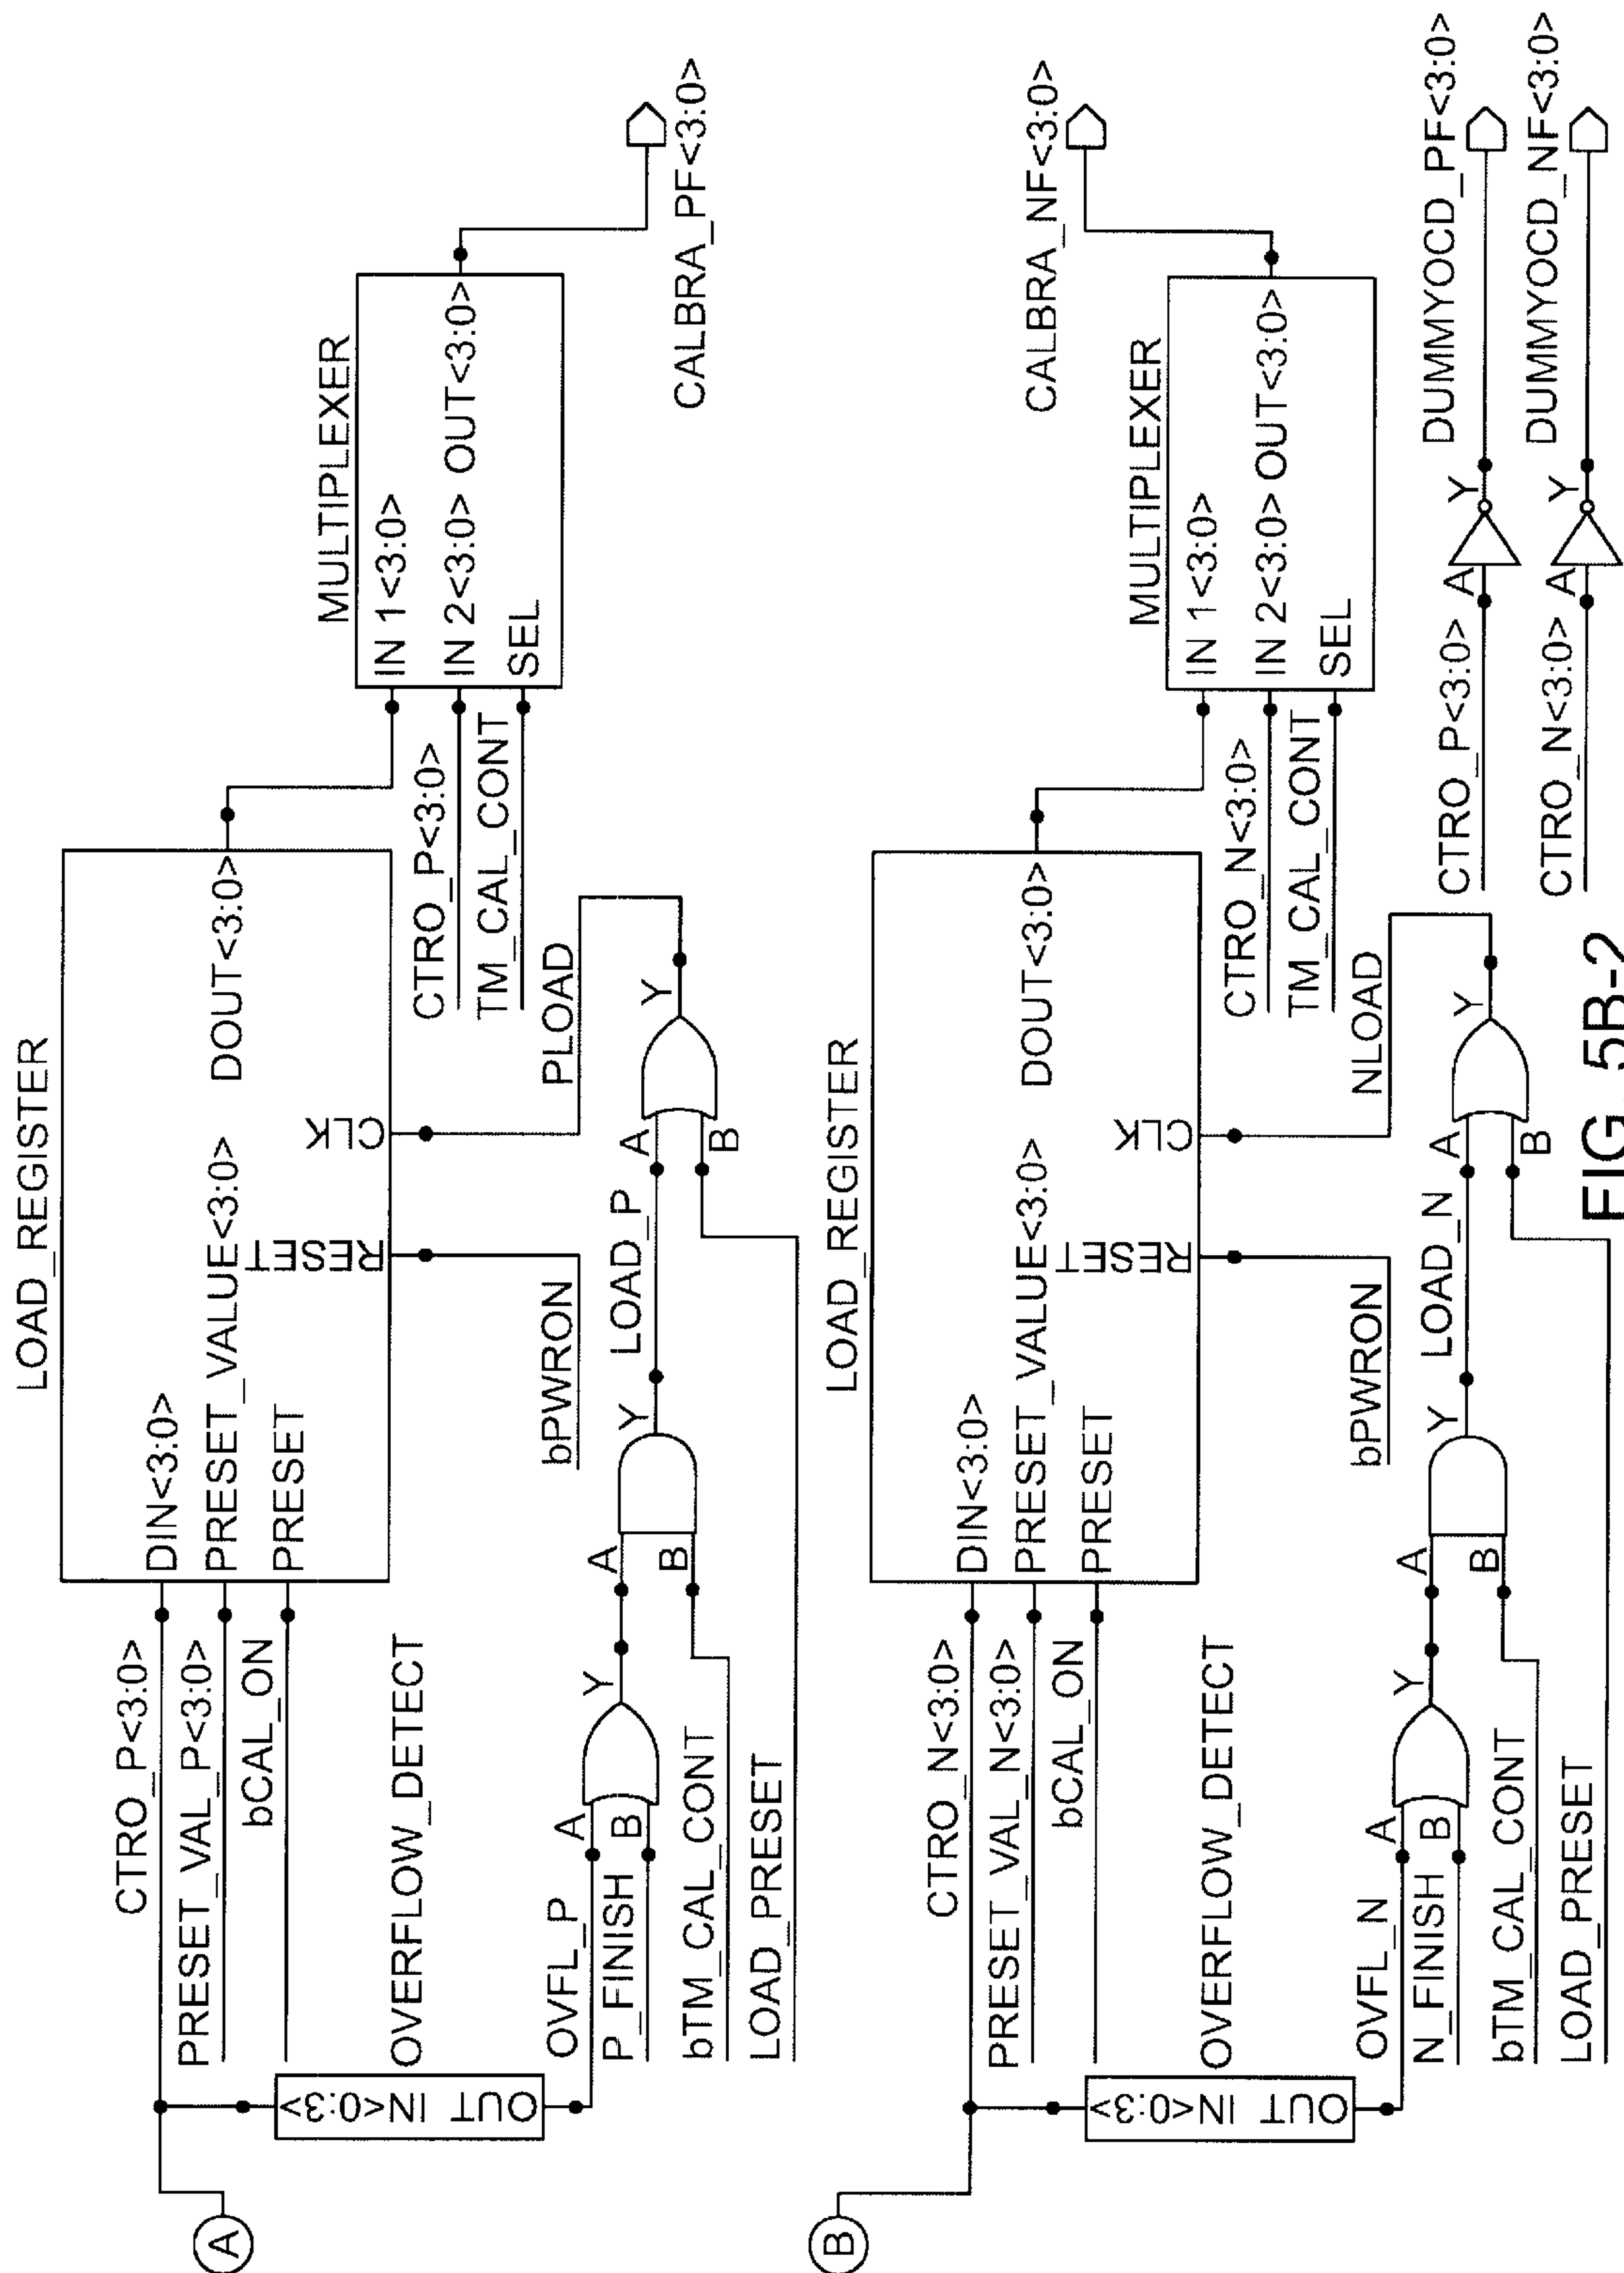 LOAD_REGISTER
CTRO_P<3:0>
DIN<3:0>
PRESET_VAL_P<3:0>
PRESET_VALUE<3:0>
DOUT<3:0>
bCAL_ON
PRESET
RESET
CLK
MULTIPLEXER
IN 1<3:0>
CTRO_P<3:0>
IN 2<3:0>
OUT<3:0>
TM_CAL_CONT
SEL
CALBRA_PF<3:0>
A
OUT IN<0:3>
OVERFLOW_DETECT
bPWRON
PLOAD
OVFL_P
A
Y
P_FINISH
B
A
Y
LOAD_P
A
Y
B
B
bTM_CAL_CONT
LOAD_PRESET
LOAD_REGISTER
CTRO_N<3:0>
DIN<3:0>
PRESET_VAL_N<3:0>
PRESET_VALUE<3:0>
DOUT<3:0>
bCAL_ON
PRESET
RESET
CLK
MULTIPLEXER
IN 1<3:0>
CTRO_N<3:0>
IN 2<3:0>
OUT<3:0>
TM_CAL_CONT
SEL
CALBRA_NF<3:0>
B
OUT IN<0:3>
OVERFLOW_DETECT
bPWRON
NLOAD
OVFL_N
A
Y
N_FINISH
B
A
Y
LOAD_N
A
Y
B
B
bTM_CAL_CONT
LOAD_PRESET
CTRO_P<3:0>
A
Y
DUMMYOCD_PF<3:0>
CTRO_N<3:0>
A
Y
DUMMYOCD_NF<3:0>
FIG. 5B-2